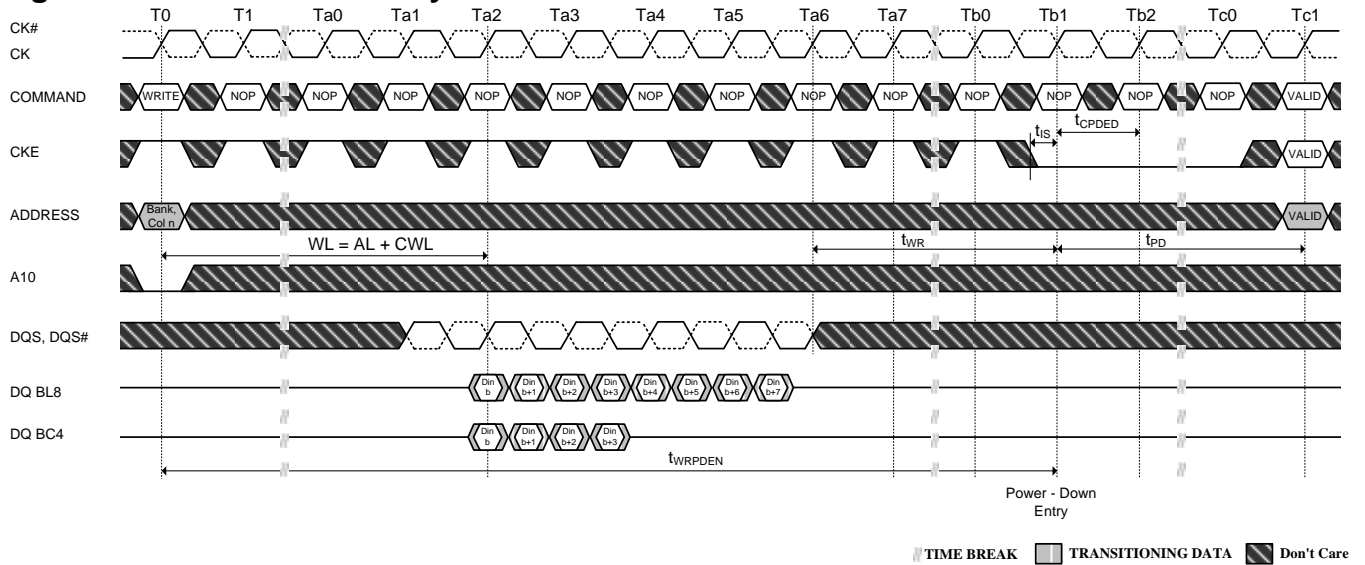 T0 T1 Ta0 Ta1 Ta2 Ta3 Ta4 Ta5 Ta6 Ta7 Tb0 Tb1 Tb2 Tc0 Tc1
CK#
CK
COMMAND WRITE NOP NOP NOP NOP NOP NOP NOP NOP NOP NOP NOP NOP NOP VALID
tIS tCPDED
CKE VALID
ADDRESS Bank, Col n VALID
WL = AL + CWL tWR tPD
A10
DQS, DQS#
DQ BL8 Din b Din b+1 Din b+2 Din b+3 Din b+4 Din b+5 Din b+6 Din b+7
DQ BC4 Din b Din b+1 Din b+2 Din b+3
tWRPDEN
Power - Down
Entry
TIME BREAK TRANSITIONING DATA Don't Care